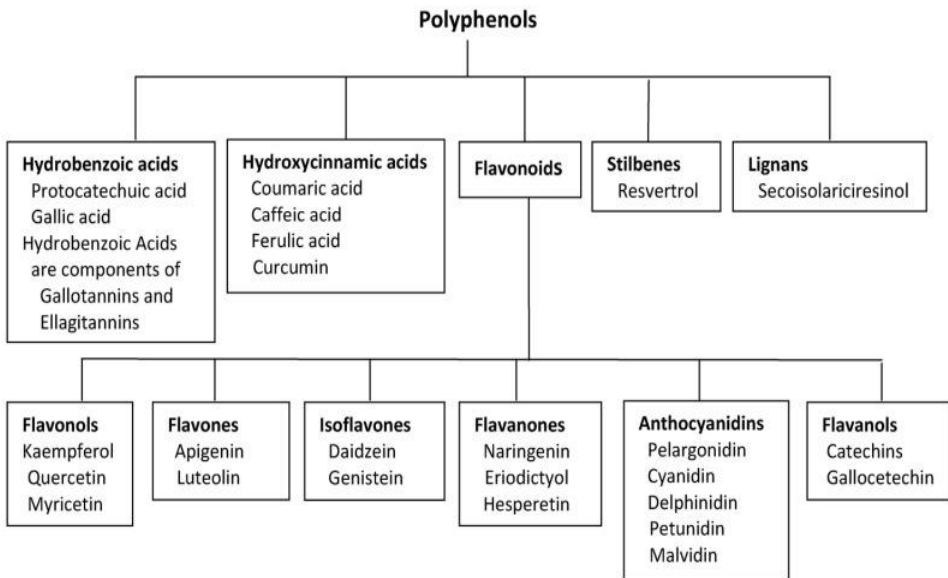 Polyphenols
Hydrobenzoic acids
Protocatechuic acid
Gallic acid
Hydrobenzoic Acids
are components of
Gallotannins and
Ellagitannins
Hydroxycinnamic acids
Coumaric acid
Caffeic acid
Ferulic acid
Curcumin
Flavonoids
Stilbenes
Resvertrol
Lignans
Secoisolariciresinol
Flavonols
Kaempferol
Quercetin
Myricetin
Flavones
Apigenin
Luteolin
Isoflavones
Daidzein
Genistein
Flavanones
Naringenin
Eriodictyol
Hesperetin
Anthocyanidins
Pelargonidin
Cyanidin
Delphinidin
Petunidin
Malvidin
Flavanols
Catechins
Gallocetechin